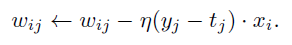 w_{ij} ← w_{ij} − η(y_j − t_j) · x_i.